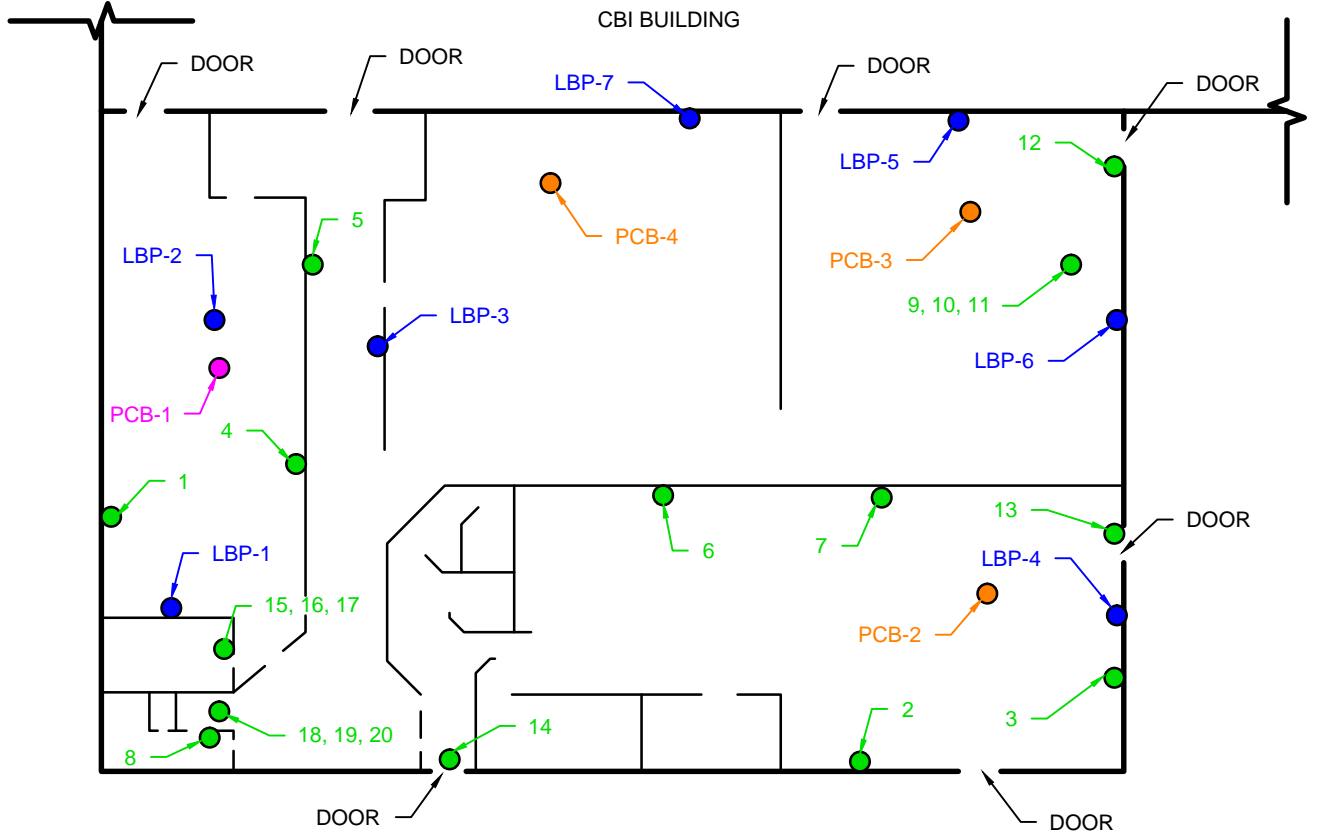 CBI BUILDING
DOOR
DOOR
LBP-7
DOOR
DOOR
LBP-5
12
5
PCB-4
LBP-2
PCB-3
9, 10, 11
LBP-3
LBP-6
PCB-1
4
1
13
DOOR
6
7
LBP-1
LBP-4
15, 16, 17
PCB-2
2
3
14
18, 19, 20
8
DOOR
DOOR